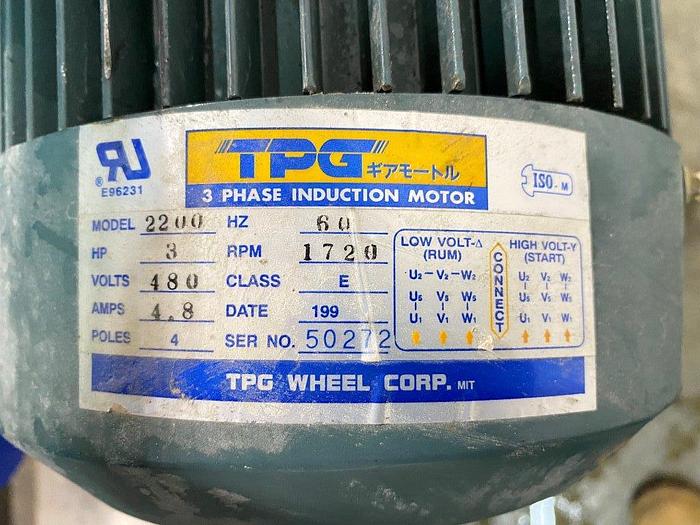 RU
® E96231
TPG ギアモートル
3 PHASE INDUCTION MOTOR
ISO - M
MODEL 2200 HZ 60
HP 3 RPM 1720
VOLTS 480 CLASS E
AMPS 4.8 DATE 199
POLES 4 SER NO. 50272
LOW VOLT-Δ HIGH VOLT-Y
(RUM) (START)
CONNECT
U2-V2-W2 U2 V2 W2
U5 V5 W5 U5 V5 W5
U1 V1 W1 U1 V1 W1
TPG WHEEL CORP. MIT